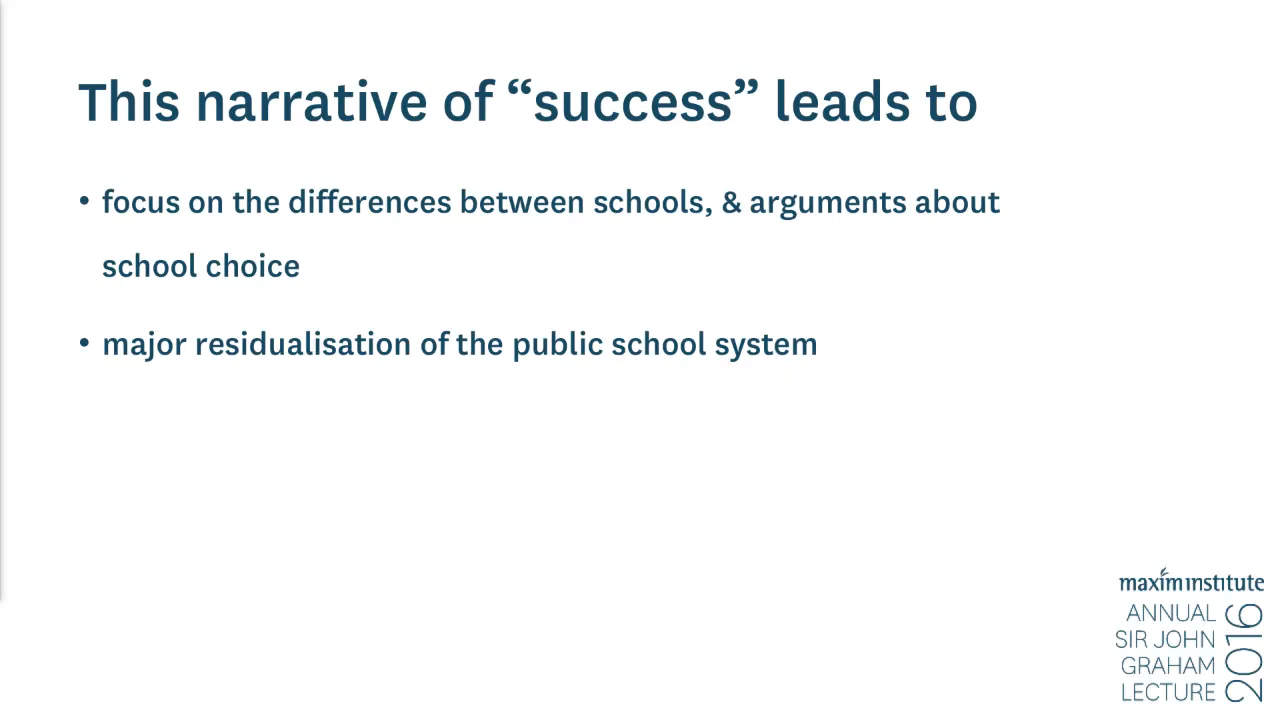 This narrative of “success” leads to
• focus on the differences between schools, & arguments about
school choice
• major residualisation of the public school system
maxim institute
ANNUAL
SIR JOHN
GRAHAM
LECTURE
2016